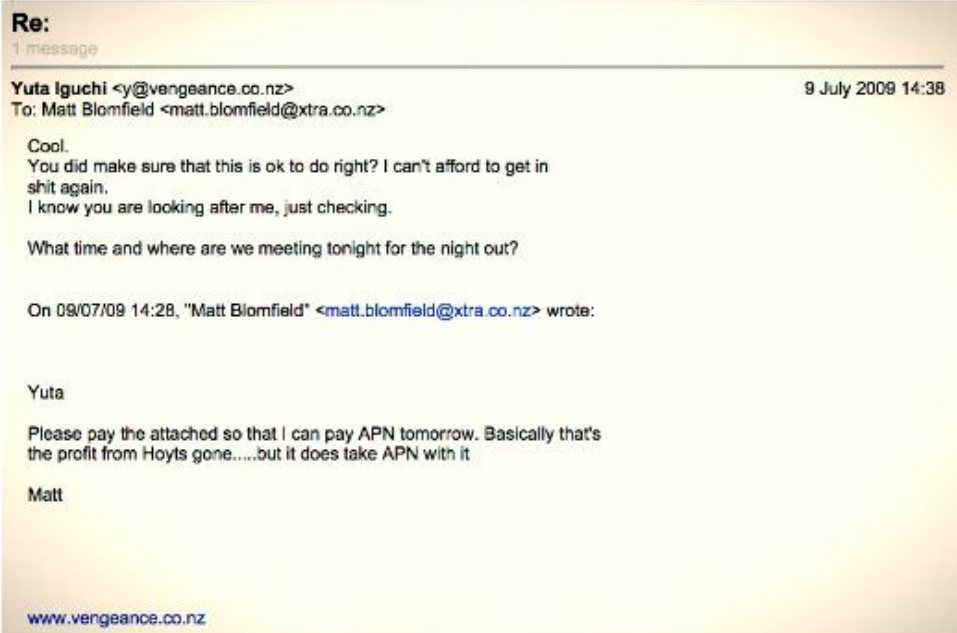 Re:
1 message
Yuta Iguchi <y@vengeance.co.nz>
9 July 2009 14:38
To: Matt Blomfield <matt.blomfield@xtra.co.nz>
Cool.
You did make sure that this is ok to do right? I can't afford to get in
shit again.
I know you are looking after me, just checking.
What time and where are we meeting tonight for the night out?
On 09/07/09 14:28, "Matt Blomfield" <matt.blomfield@xtra.co.nz> wrote:
Yuta
Please pay the attached so that I can pay APN tomorrow. Basically that's
the profit from Hoyts gone.....but it does take APN with it
Matt
www.vengeance.co.nz